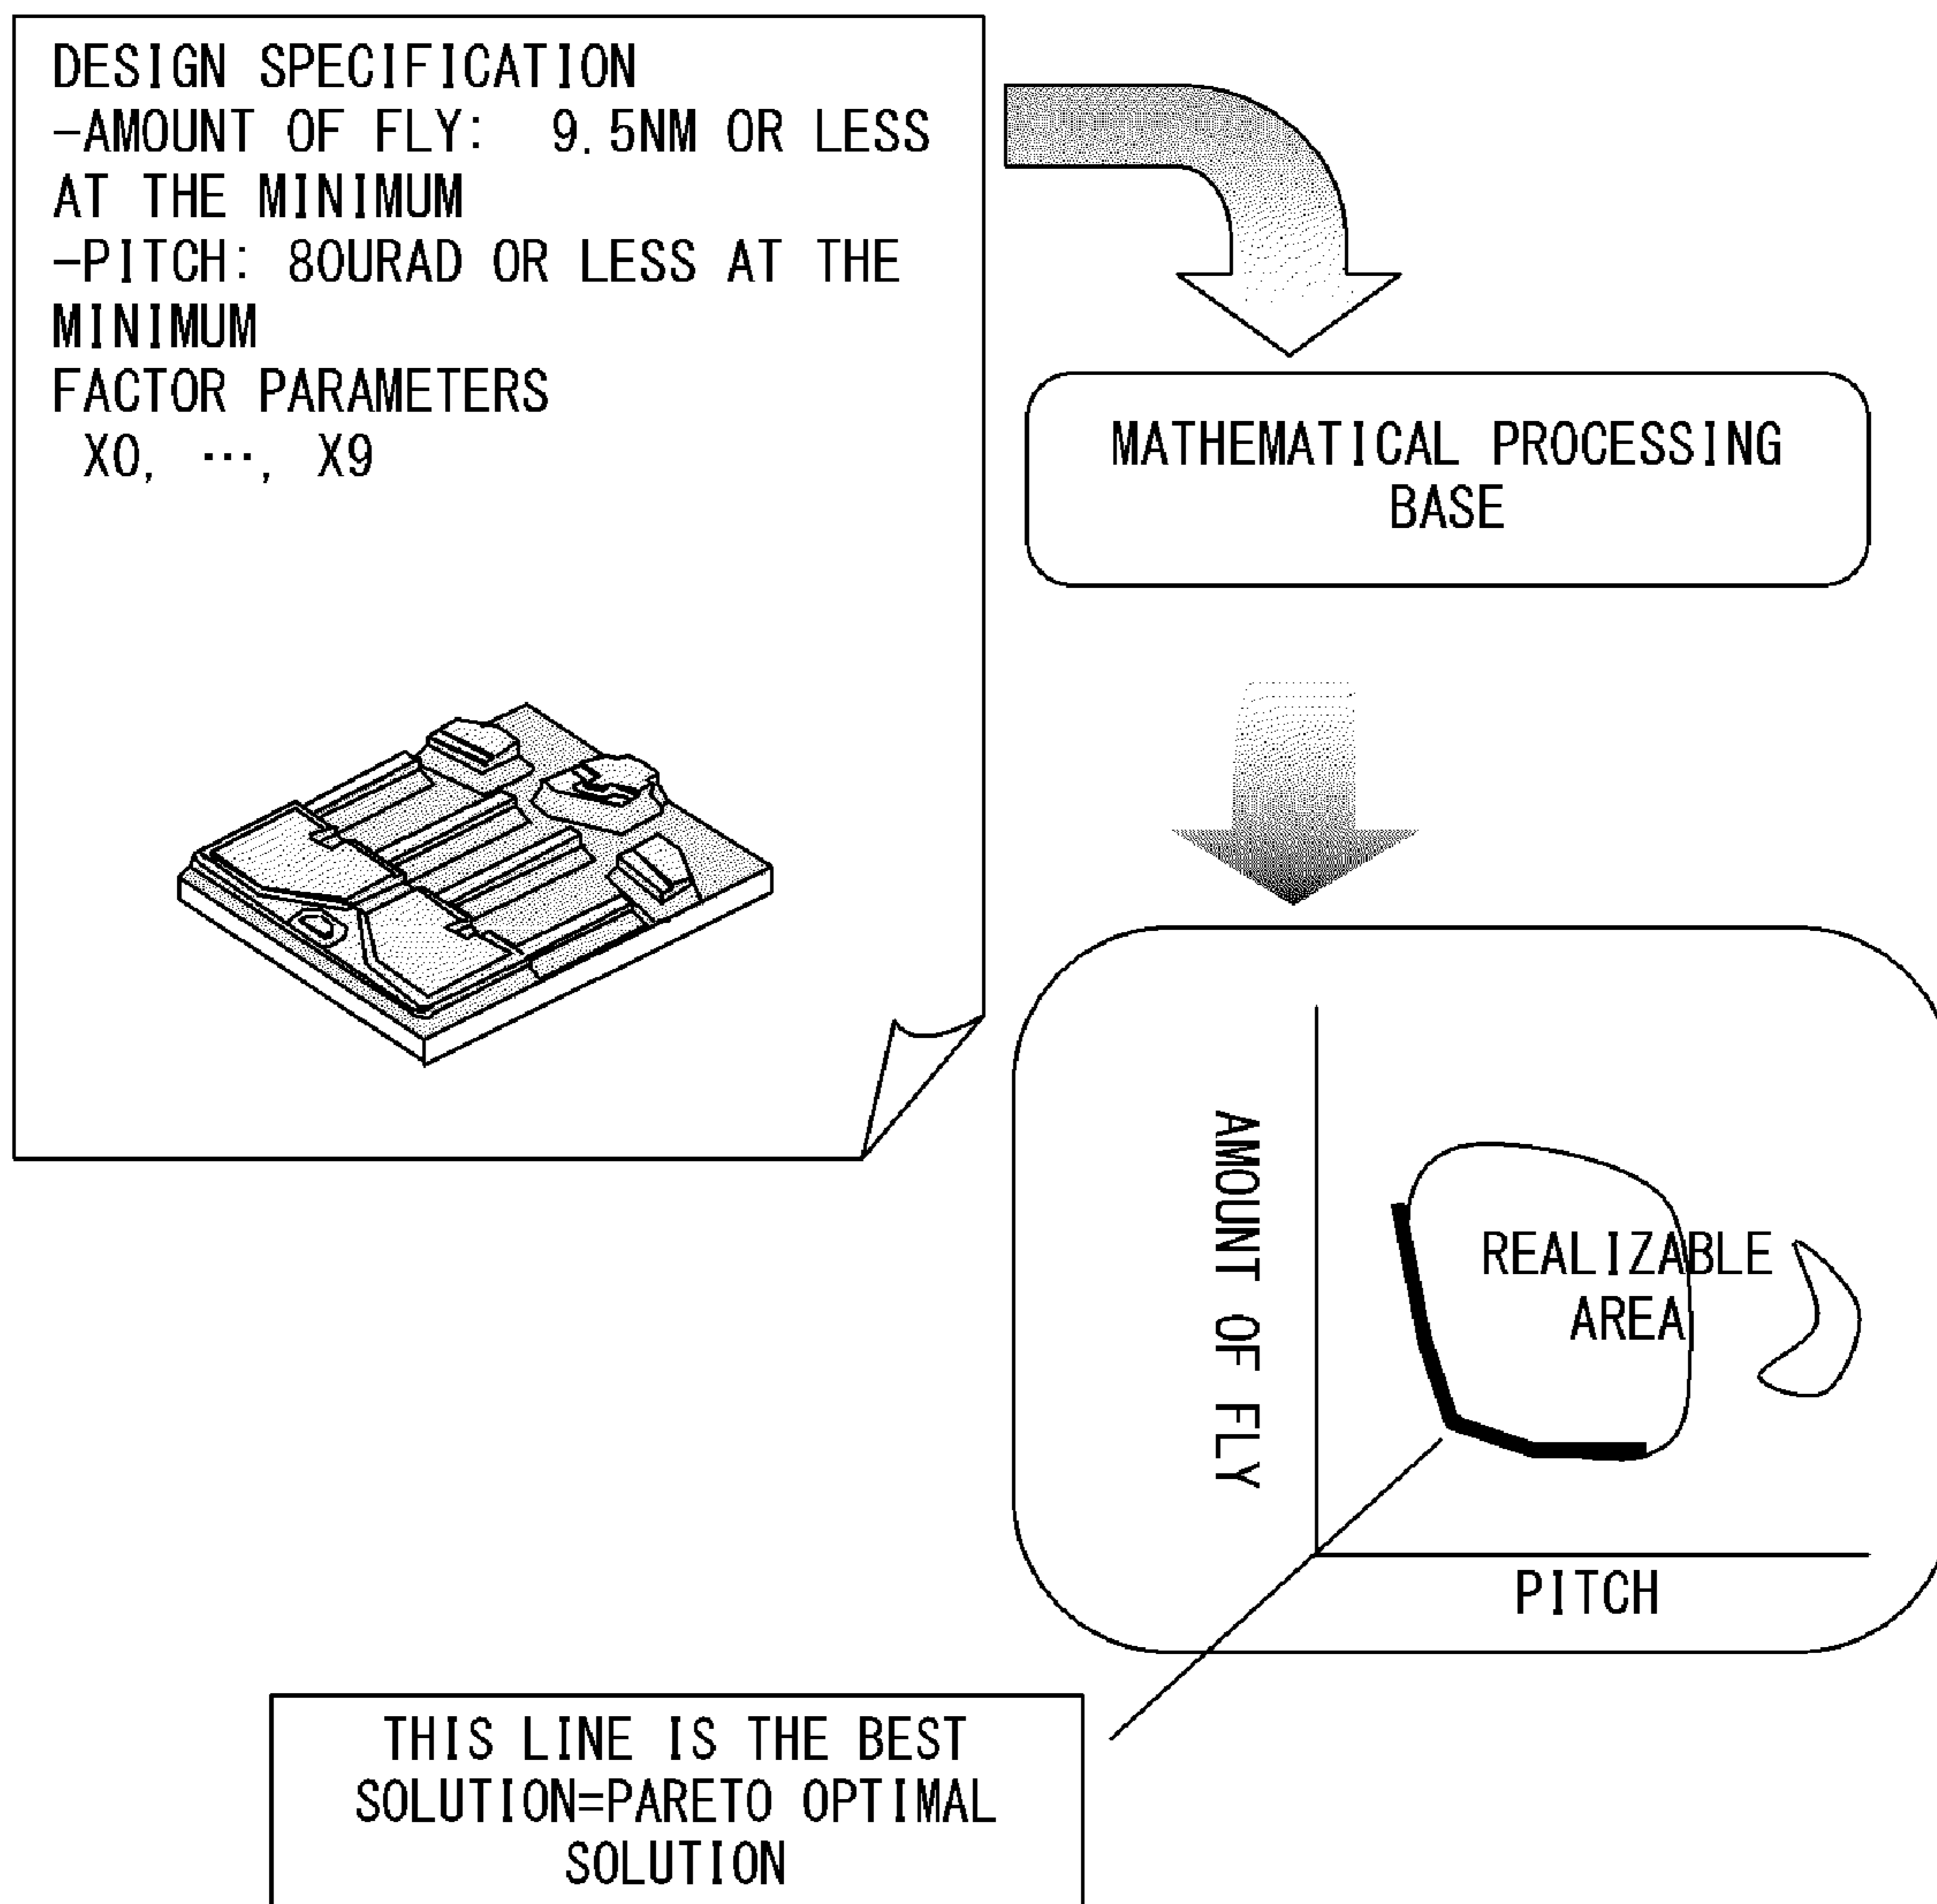 DESIGN SPECIFICATION
-AMOUNT OF FLY: 9.5NM OR LESS
AT THE MINIMUM
-PITCH: 80URAD OR LESS AT THE
MINIMUM
FACTOR PARAMETERS
X0, ···, X9
MATHEMATICAL PROCESSING
BASE
AMOUNT OF FLY
REALIZABLE
AREA
PITCH
THIS LINE IS THE BEST
SOLUTION=PARETO OPTIMAL
SOLUTION